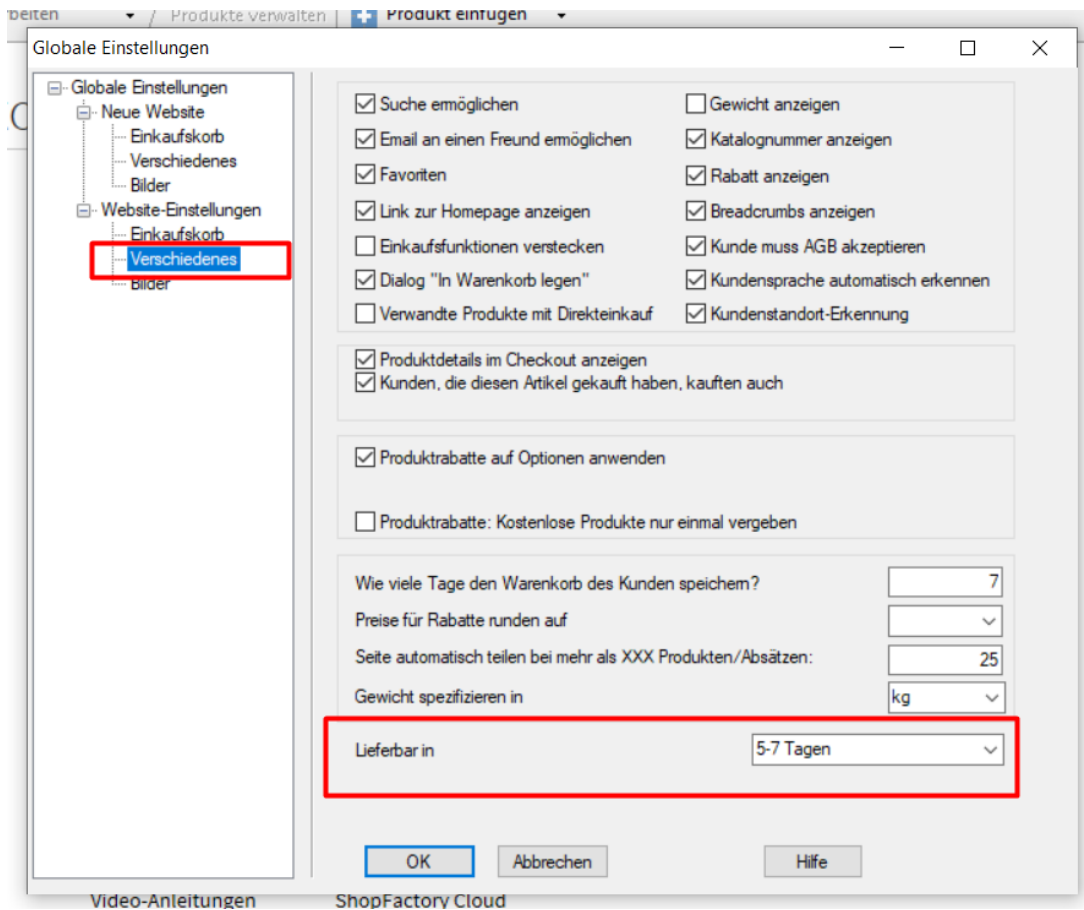 Produkte verwalten
Produkt einfügen
Globale Einstellungen
Globale Einstellungen
Neue Website
Einkaufskorb
Verschiedenes
Bilder
Website-Einstellungen
Einkaufskorb
Verschiedenes
Bilder
Suche ermöglichen
Gewicht anzeigen
Email an einen Freund ermöglichen
Katalognummer anzeigen
Favoriten
Rabatt anzeigen
Link zur Homepage anzeigen
Breadcrumbs anzeigen
Einkaufsfunktionen verstecken
Kunde muss AGB akzeptieren
Dialog "In Warenkorb legen"
Kundensprache automatisch erkennen
Verwandte Produkte mit Direkteinkauf
Kundenstandort-Erkennung
Produktdetails im Checkout anzeigen
Kunden, die diesen Artikel gekauft haben, kauften auch
Produktrabatte auf Optionen anwenden
Produktrabatte: Kostenlose Produkte nur einmal vergeben
Wie viele Tage den Warenkorb des Kunden speichern? 7
Preise für Rabatte runden auf
Seite automatisch teilen bei mehr als XXX Produkten/Absätzen: 25
Gewicht spezifizieren in kg
Lieferbar in 5-7 Tagen
OK
Abbrechen
Hilfe
Video-Anleitungen
ShopFactory Cloud